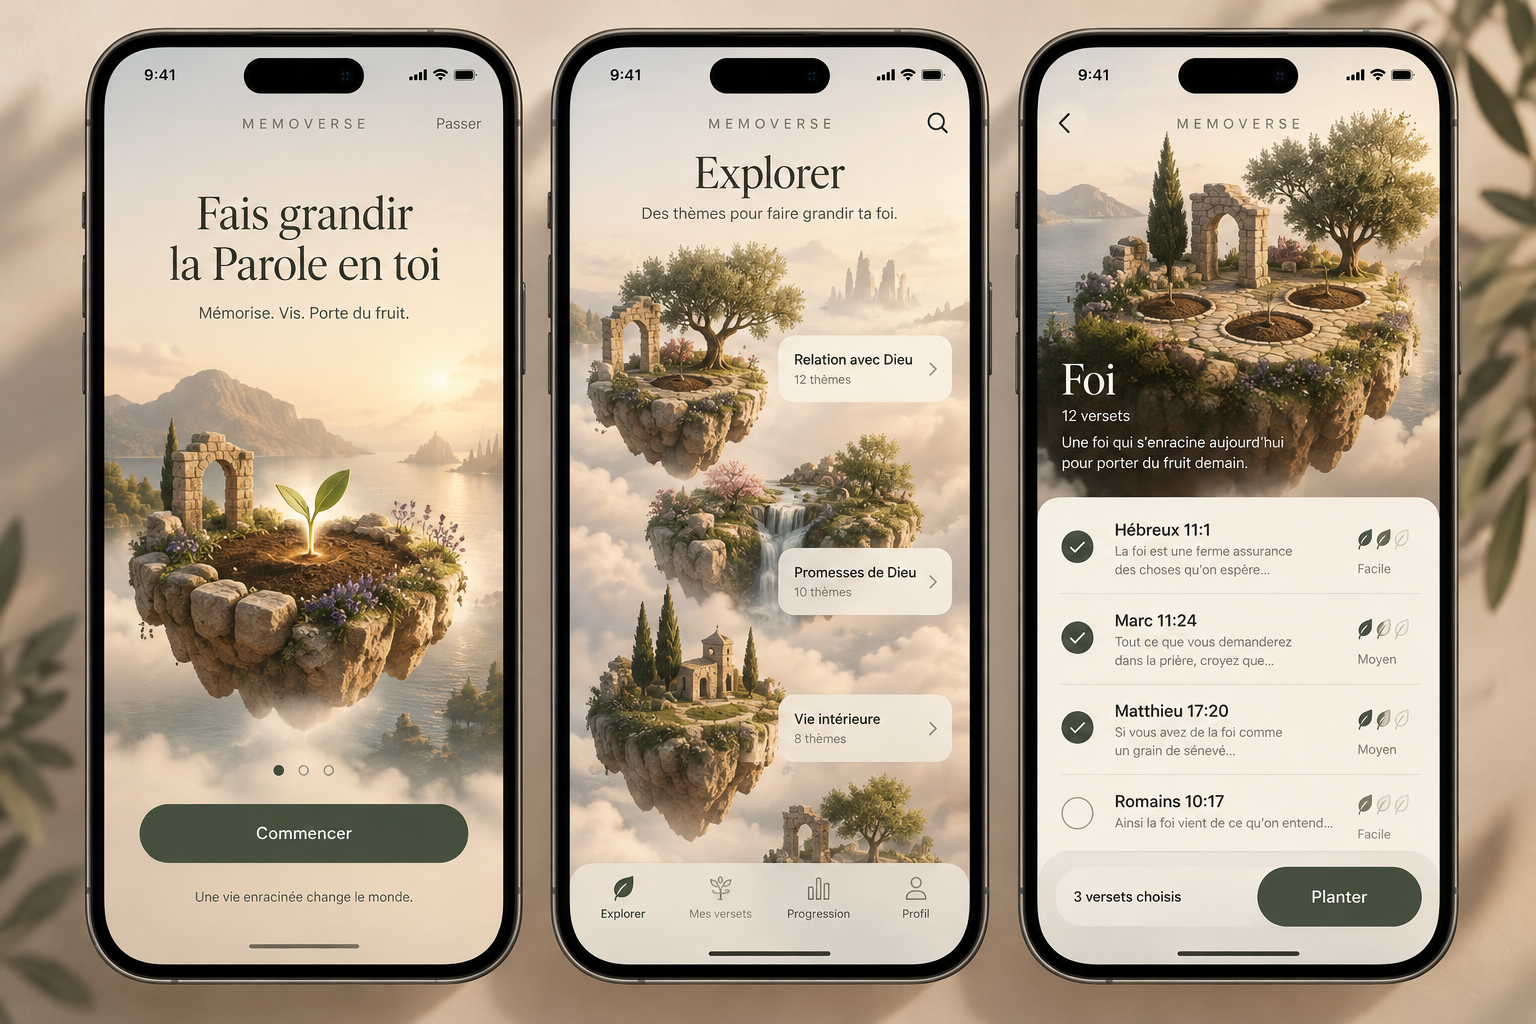 9:41
MEMOVERSE
Passer
Fais grandir
la Parole en toi
Mémorise. Vis. Porte du fruit.
Commencer
Une vie enracinée change le monde.
9:41
MEMOVERSE
Explorer
Des thèmes pour faire grandir ta foi.
Relation avec Dieu
12 thèmes
Promesses de Dieu
10 thèmes
Vie intérieure
8 thèmes
Explorer
Mes versets
Progression
Profil
9:41
MEMOVERSE
Foi
12 versets
Une foi qui s'enracine aujourd'hui
pour porter du fruit demain.
Hébreux 11:1
La foi est une ferme assurance
des choses qu'on espère...
Facile
Marc 11:24
Tout ce que vous demanderez
dans la prière, croyez que...
Moyen
Matthieu 17:20
Si vous avez de la foi comme
un grain de sénevé...
Moyen
Romains 10:17
Ainsi la foi vient de ce qu'on entend...
Facile
3 versets choisis
Planter